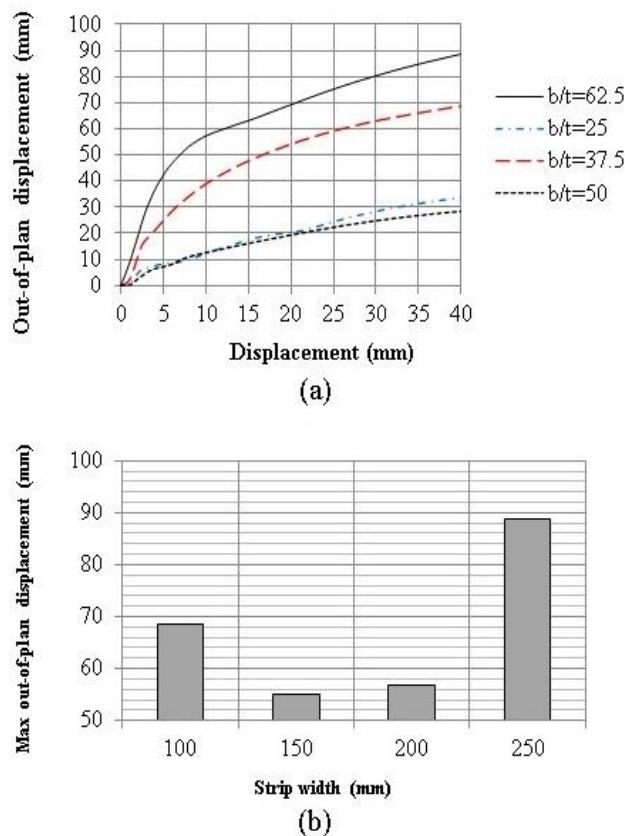 Out-of-plan displacement (mm)
100
90
80
70
60
50
40
30
20
10
0
0 5 10 15 20 25 30 35 40
Displacement (mm)
b/t=62.5
b/t=25
b/t=37.5
b/t=50
(a)
Max out-of-plan displacement (mm)
100
90
80
70
60
50
100 150 200 250
Strip width (mm)
(b)